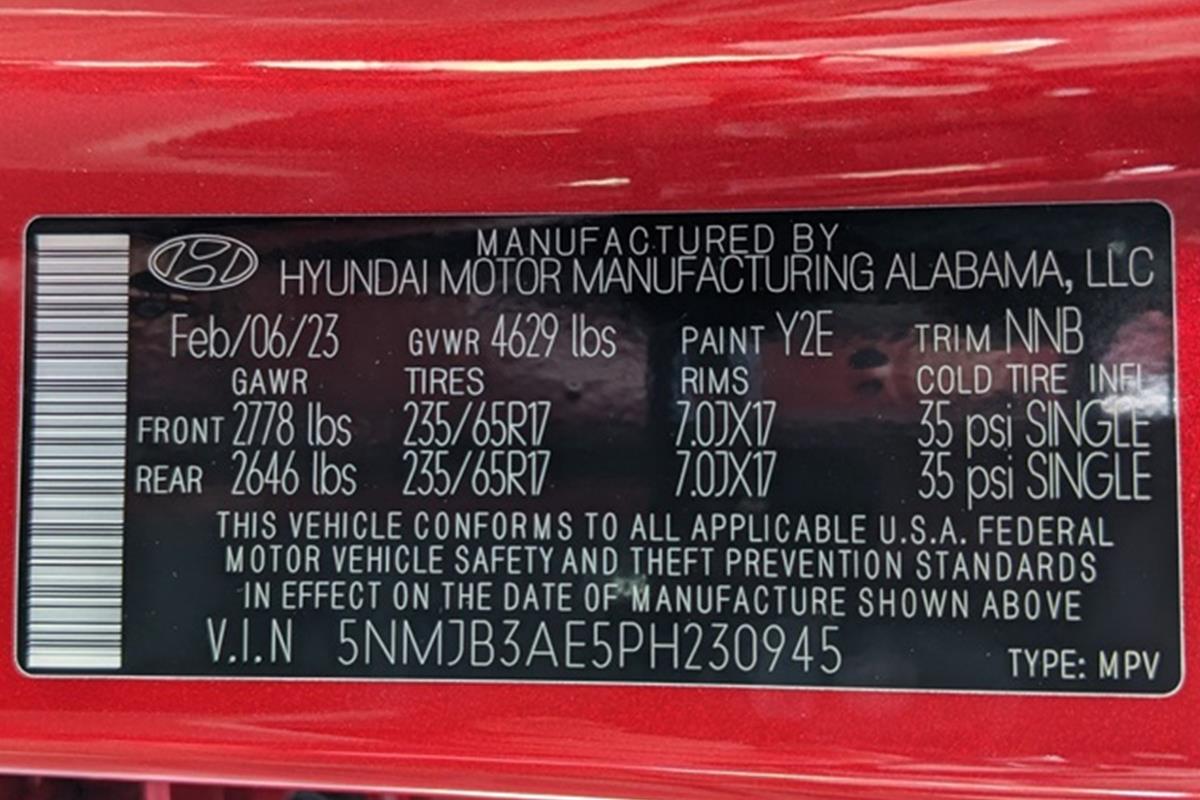 MANUFACTURED BY
HYUNDAI MOTOR MANUFACTURING ALABAMA, LLC
Feb/06/23 GVWR 4629 lbs PAINT Y2E TRIM NNB
GAWR TIRES RIMS COLD TIRE INFL
FRONT 2778 lbs 235/65R17 7.0JX17 35 psi SINGLE
REAR 2646 lbs 235/65R17 7.0JX17 35 psi SINGLE
THIS VEHICLE CONFORMS TO ALL APPLICABLE U.S.A. FEDERAL
MOTOR VEHICLE SAFETY AND THEFT PREVENTION STANDARDS
IN EFFECT ON THE DATE OF MANUFACTURE SHOWN ABOVE
V.I.N 5NMJB3AE5PH230945 TYPE: MPV